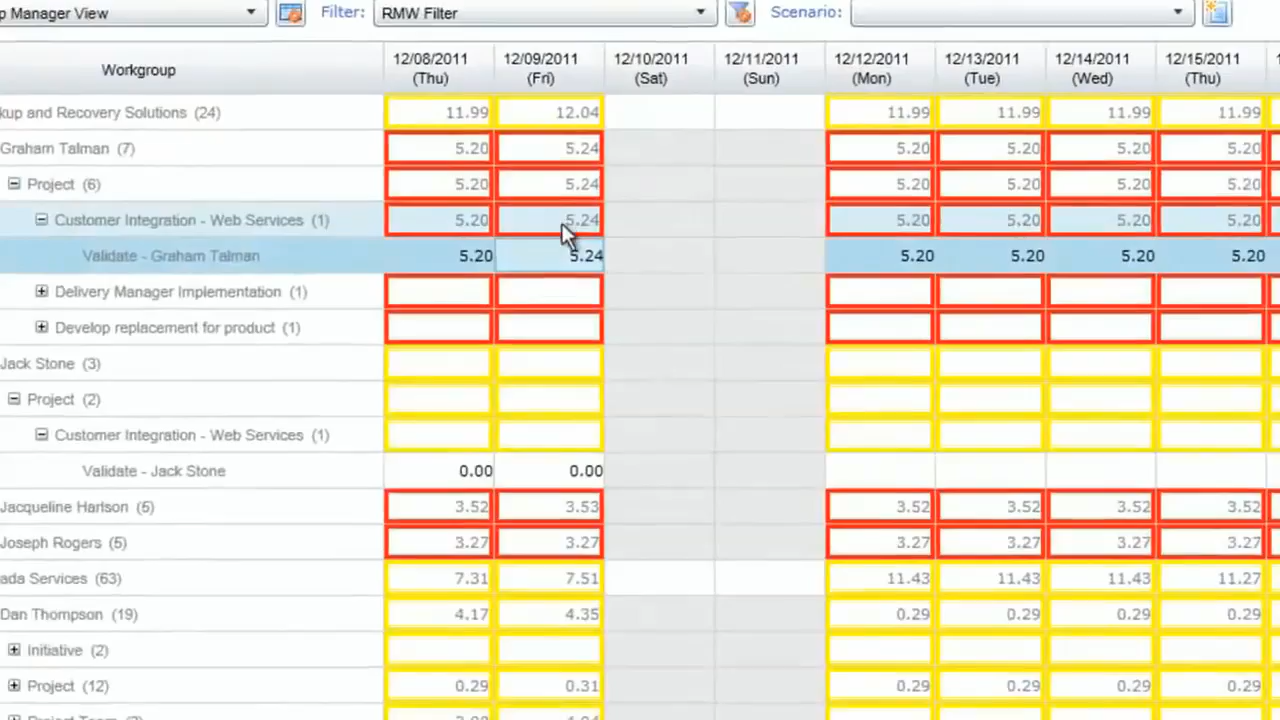 p Manager View Filter: RMW Filter Scenario:
Workgroup 12/08/2011 (Thu) 12/09/2011 (Fri) 12/10/2011 (Sat) 12/11/2011 (Sun) 12/12/2011 (Mon) 12/13/2011 (Tue) 12/14/2011 (Wed) 12/15/2011 (Thu)
kup and Recovery Solutions (24) 11.99 12.04 11.99 11.99 11.99 11.99
Graham Talman (7) 5.20 5.24 5.20 5.20 5.20 5.20
Project (6) 5.20 5.24 5.20 5.20 5.20 5.20
Customer Integration - Web Services (1) 5.20 5.24 5.20 5.20 5.20 5.20
Validate - Graham Talman 5.20 5.24 5.20 5.20 5.20 5.20
Delivery Manager Implementation (1)
Develop replacement for product (1)
Jack Stone (3)
Project (2)
Customer Integration - Web Services (1)
Validate - Jack Stone 0.00 0.00
Jacqueline Harlson (5) 3.52 3.53 3.52 3.52 3.52 3.52
Joseph Rogers (5) 3.27 3.27 3.27 3.27 3.27 3.27
ada Services (63) 7.31 7.51 11.43 11.43 11.43 11.27
Dan Thompson (19) 4.17 4.35 0.29 0.29 0.29 0.29
Initiative (2)
Project (12) 0.29 0.31 0.29 0.29 0.29 0.29